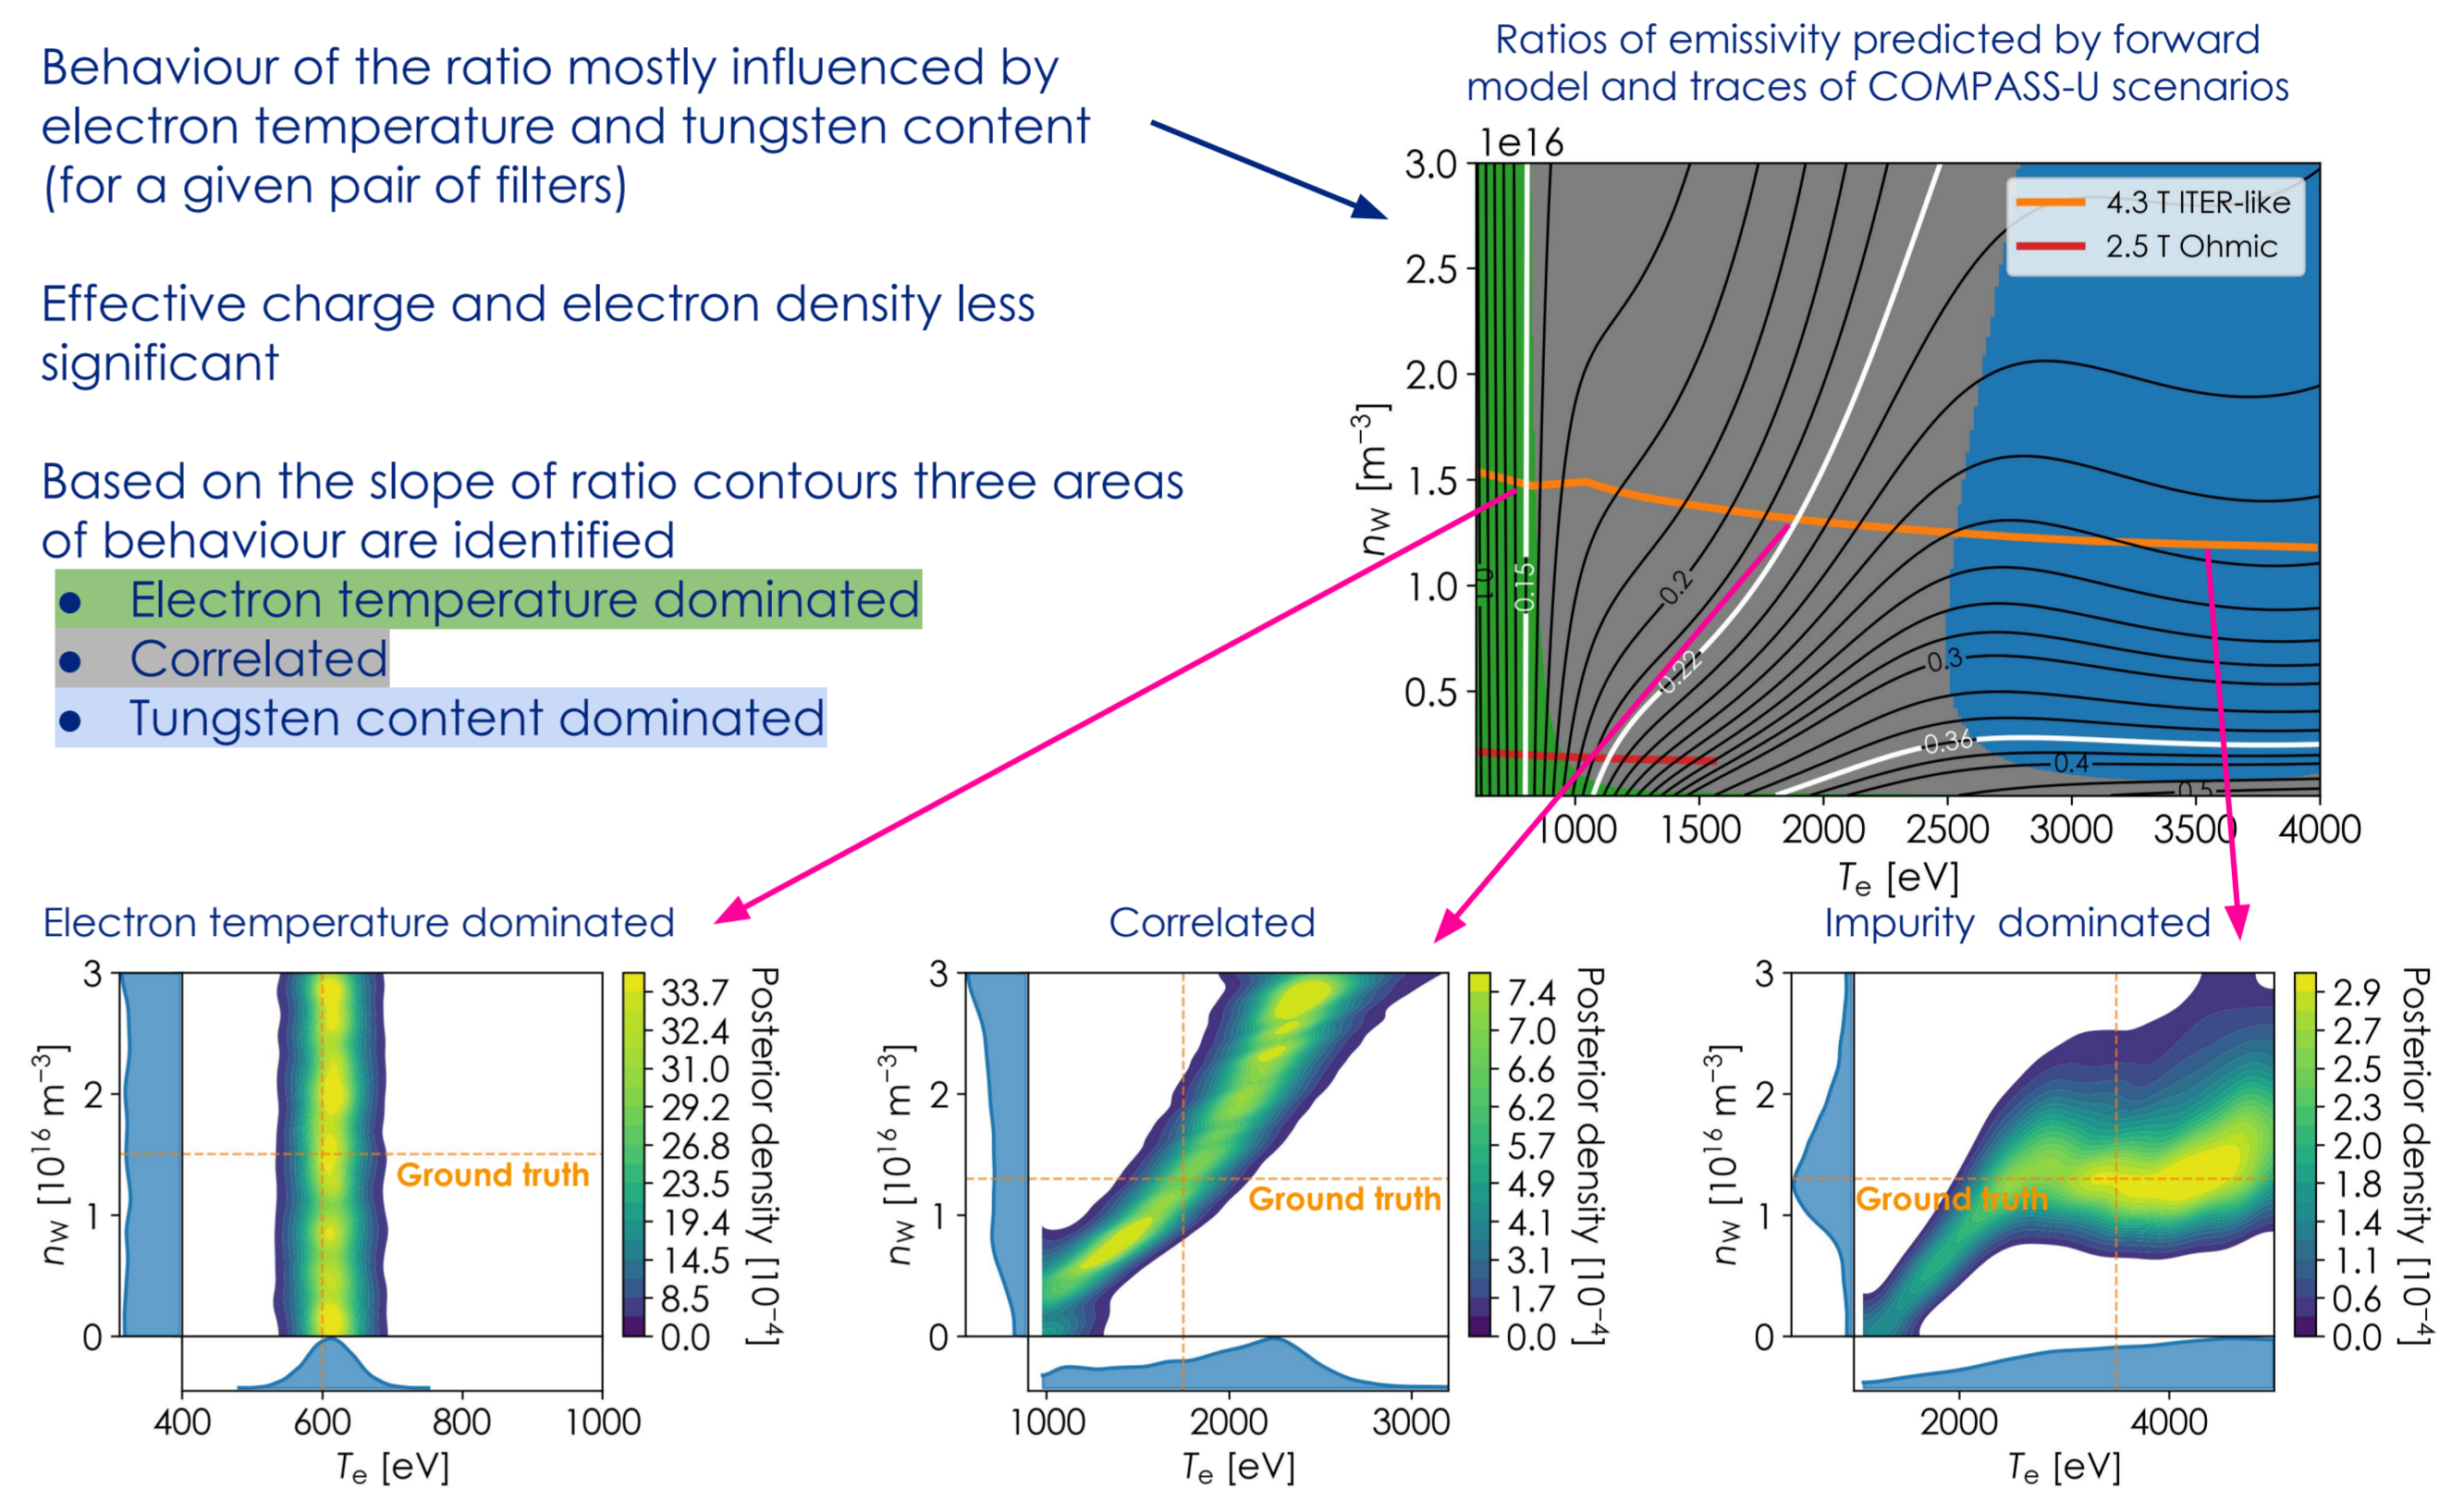 Behaviour of the ratio mostly influenced by
electron temperature and tungsten content
(for a given pair of filters)
Effective charge and electron density less
significant
Based on the slope of ratio contours three areas
of behaviour are identified
● Electron temperature dominated
● Correlated
● Tungsten content dominated
Ratios of emissivity predicted by forward
model and traces of COMPASS-U scenarios
1e16
3.0
2.5
2.0
1.5
1.0
0.5
n_W [m⁻³]
4.3 T ITER-like
2.5 T Ohmic
0.15
0.2
0.22
0.3
0.36
0.4
0.5
1000 1500 2000 2500 3000 3500 4000
T_e [eV]
Electron temperature dominated
3
2
1
0
n_W [10¹⁶ m⁻³]
Ground truth
400 600 800 1000
T_e [eV]
33.7
32.4
31.0
29.2
26.8
23.5
19.4
14.5
8.5
0.0
Posterior density [10⁻⁴]
Correlated
3
2
1
0
n_W [10¹⁶ m⁻³]
Ground truth
1000 2000 3000
T_e [eV]
7.4
7.0
6.6
6.2
5.7
4.9
4.1
3.1
1.7
0.0
Posterior density [10⁻⁴]
Impurity dominated
3
2
1
0
n_W [10¹⁶ m⁻³]
Ground truth
2000 4000
T_e [eV]
2.9
2.7
2.5
2.3
2.0
1.8
1.4
1.1
0.6
0.0
Posterior density [10⁻⁴]